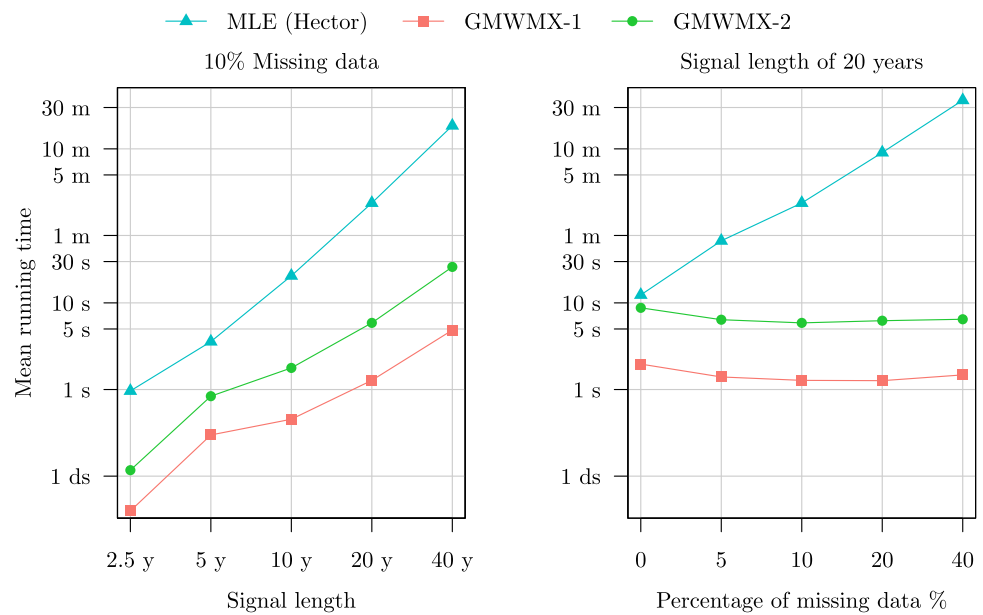 MLE (Hector) GMWMX-1 GMWMX-2
10% Missing data
30 m
10 m
5 m
1 m
30 s
10 s
5 s
1 s
1 ds
Mean running time
2.5 y 5 y 10 y 20 y 40 y
Signal length
Signal length of 20 years
30 m
10 m
5 m
1 m
30 s
10 s
5 s
1 s
1 ds
0 5 10 20 40
Percentage of missing data %